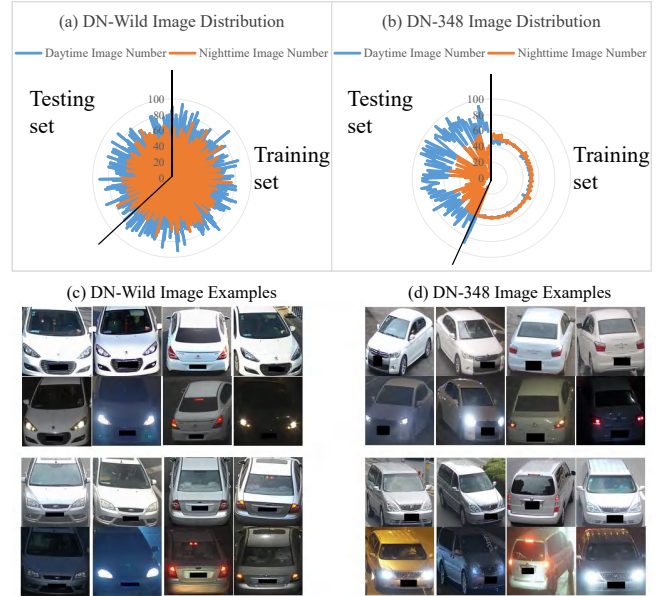 (a) DN-Wild Image Distribution
Daytime Image Number
Nighttime Image Number
Testing
set
Training
set
100
80
60
40
20
0
(b) DN-348 Image Distribution
Daytime Image Number
Nighttime Image Number
Testing
set
Training
set
100
80
60
40
20
0
(c) DN-Wild Image Examples
(d) DN-348 Image Examples